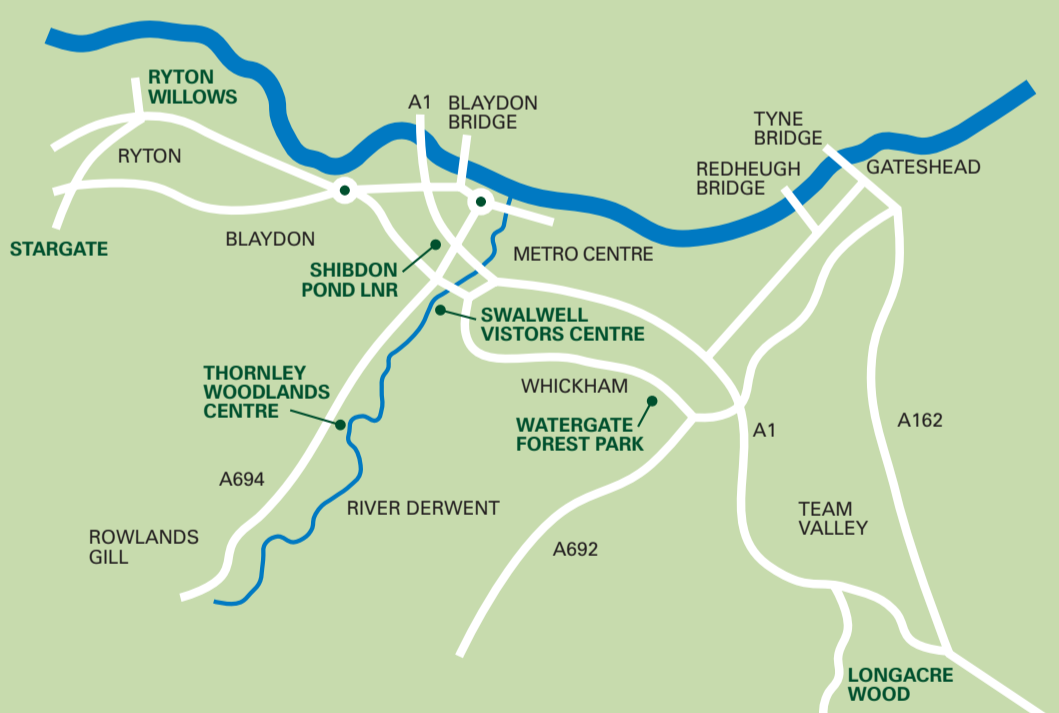 RYTON
WILLOWS
A1
BLAYDON
BRIDGE
TYNE
BRIDGE
RYTON
REDHEUGH
BRIDGE
GATESHEAD
STARGATE
BLAYDON
METRO CENTRE
SHIBDON
POND LNR
SWALWELL
VISTORS CENTRE
THORNLEY
WOODLANDS
CENTRE
WHICKHAM
WATERGATE
FOREST PARK
A1
A162
A694
RIVER DERWENT
TEAM
VALLEY
ROWLANDS
GILL
A692
LONGACRE
WOOD